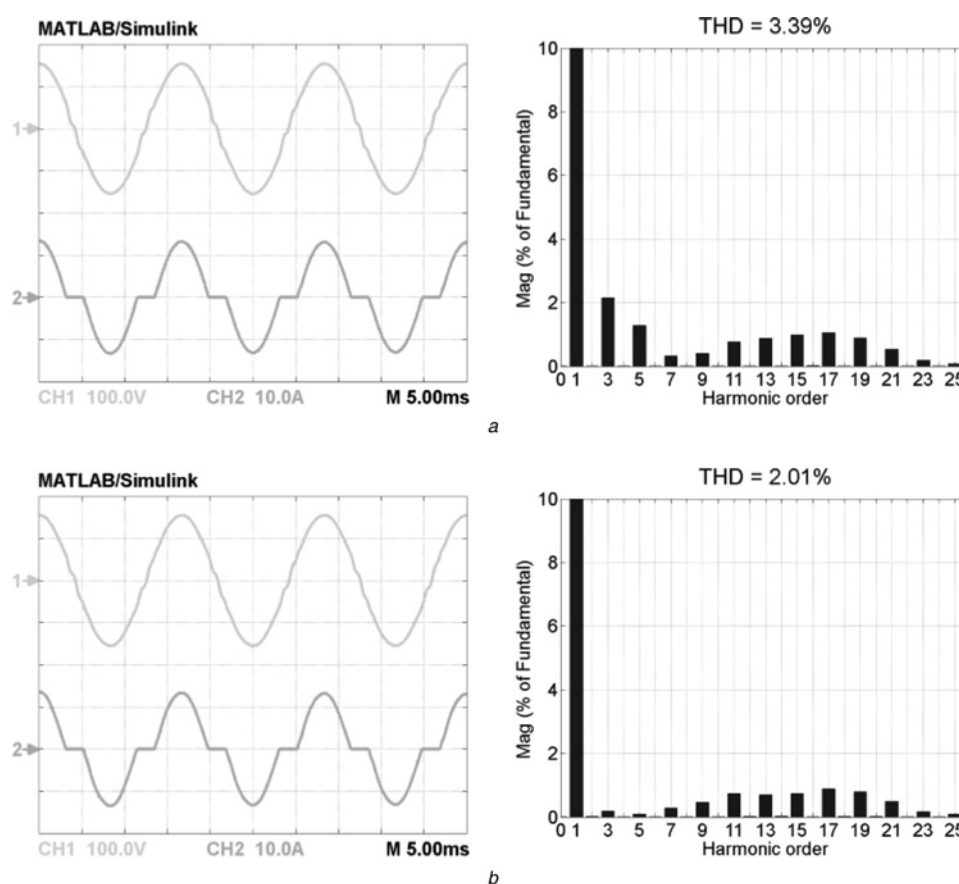 MATLAB/Simulink
1
2
CH1 100.0V CH2 10.0A M 5.00ms
THD = 3.39%
Mag (% of Fundamental)
10
8
6
4
2
0
0 1 3 5 7 9 11 13 15 17 19 21 23 25
Harmonic order
a
MATLAB/Simulink
1
2
CH1 100.0V CH2 10.0A M 5.00ms
THD = 2.01%
Mag (% of Fundamental)
10
8
6
4
2
0
0 1 3 5 7 9 11 13 15 17 19 21 23 25
Harmonic order
b